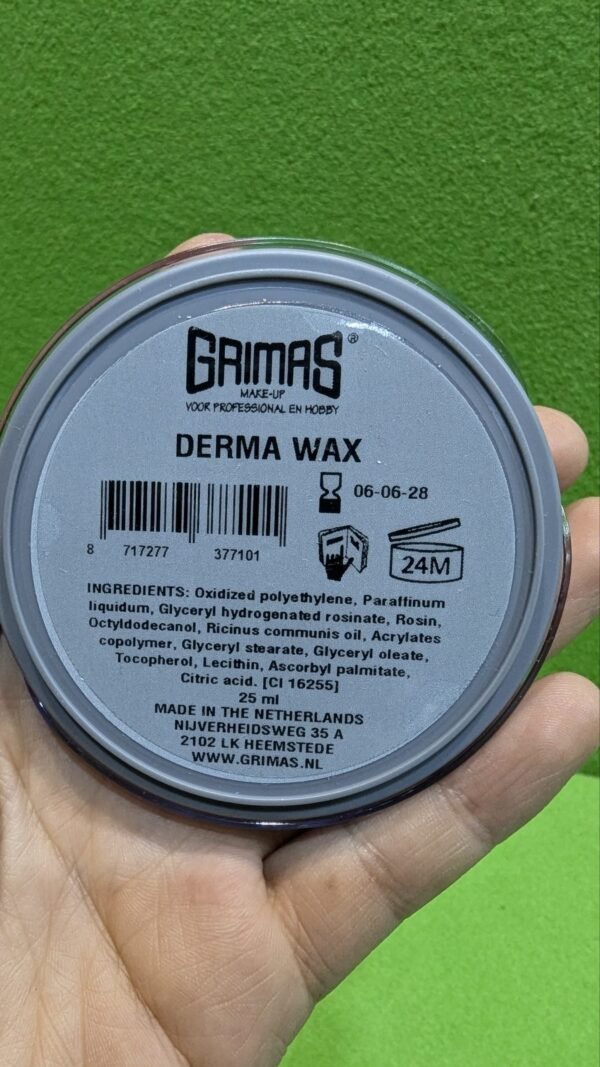 GRIMAS®
MAKE-UP
VOOR PROFESSIONAL EN HOBBY
DERMA WAX
06-06-28
8 717277 377101
24M
INGREDIENTS: Oxidized polyethylene, Paraffinum
liquidum, Glyceryl hydrogenated rosinate, Rosin,
Octyldodecanol, Ricinus communis oil, Acrylates
copolymer, Glyceryl stearate, Glyceryl oleate,
Tocopherol, Lecithin, Ascorbyl palmitate,
Citric acid. [CI 16255]
25 ml
MADE IN THE NETHERLANDS
NIJVERHEIDSWEG 35 A
2102 LK HEEMSTEDE
WWW.GRIMAS.NL